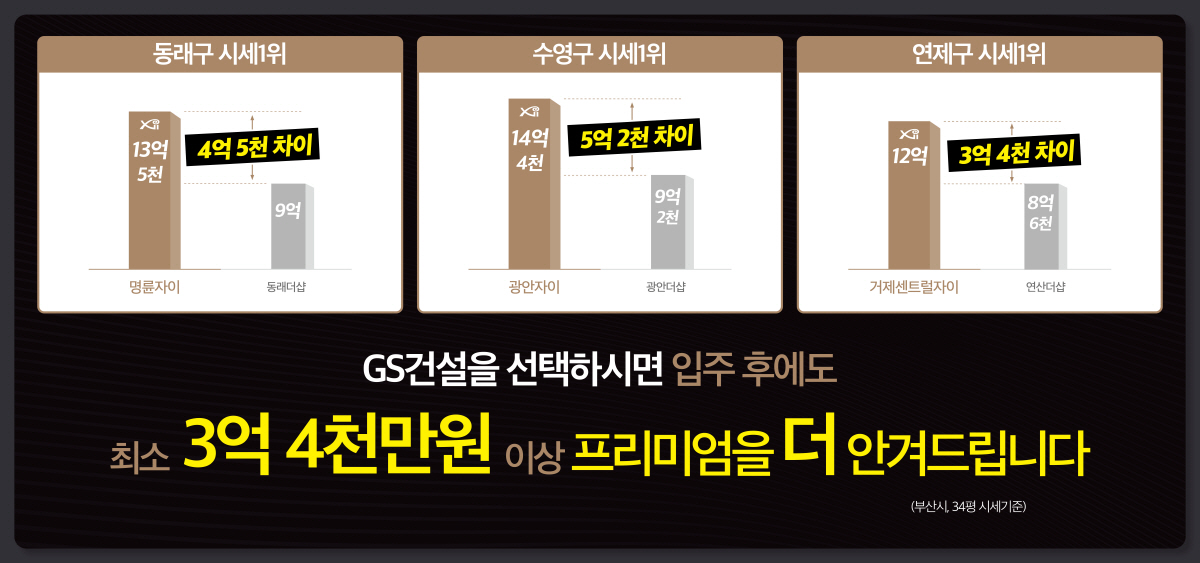 동래구 시세1위
13억
5천
4억 5천 차이
9억
명륜자이
동래더샵
수영구 시세1위
14억
4천
5억 2천 차이
9억
2천
광안자이
광안더샵
연제구 시세1위
12억
3억 4천 차이
8억
6천
거제센트럴자이
연산더샵
GS건설을 선택하시면 입주 후에도
최소 3억 4천만원 이상 프리미엄을 더 안겨드립니다
(부산시, 34평 시세기준)